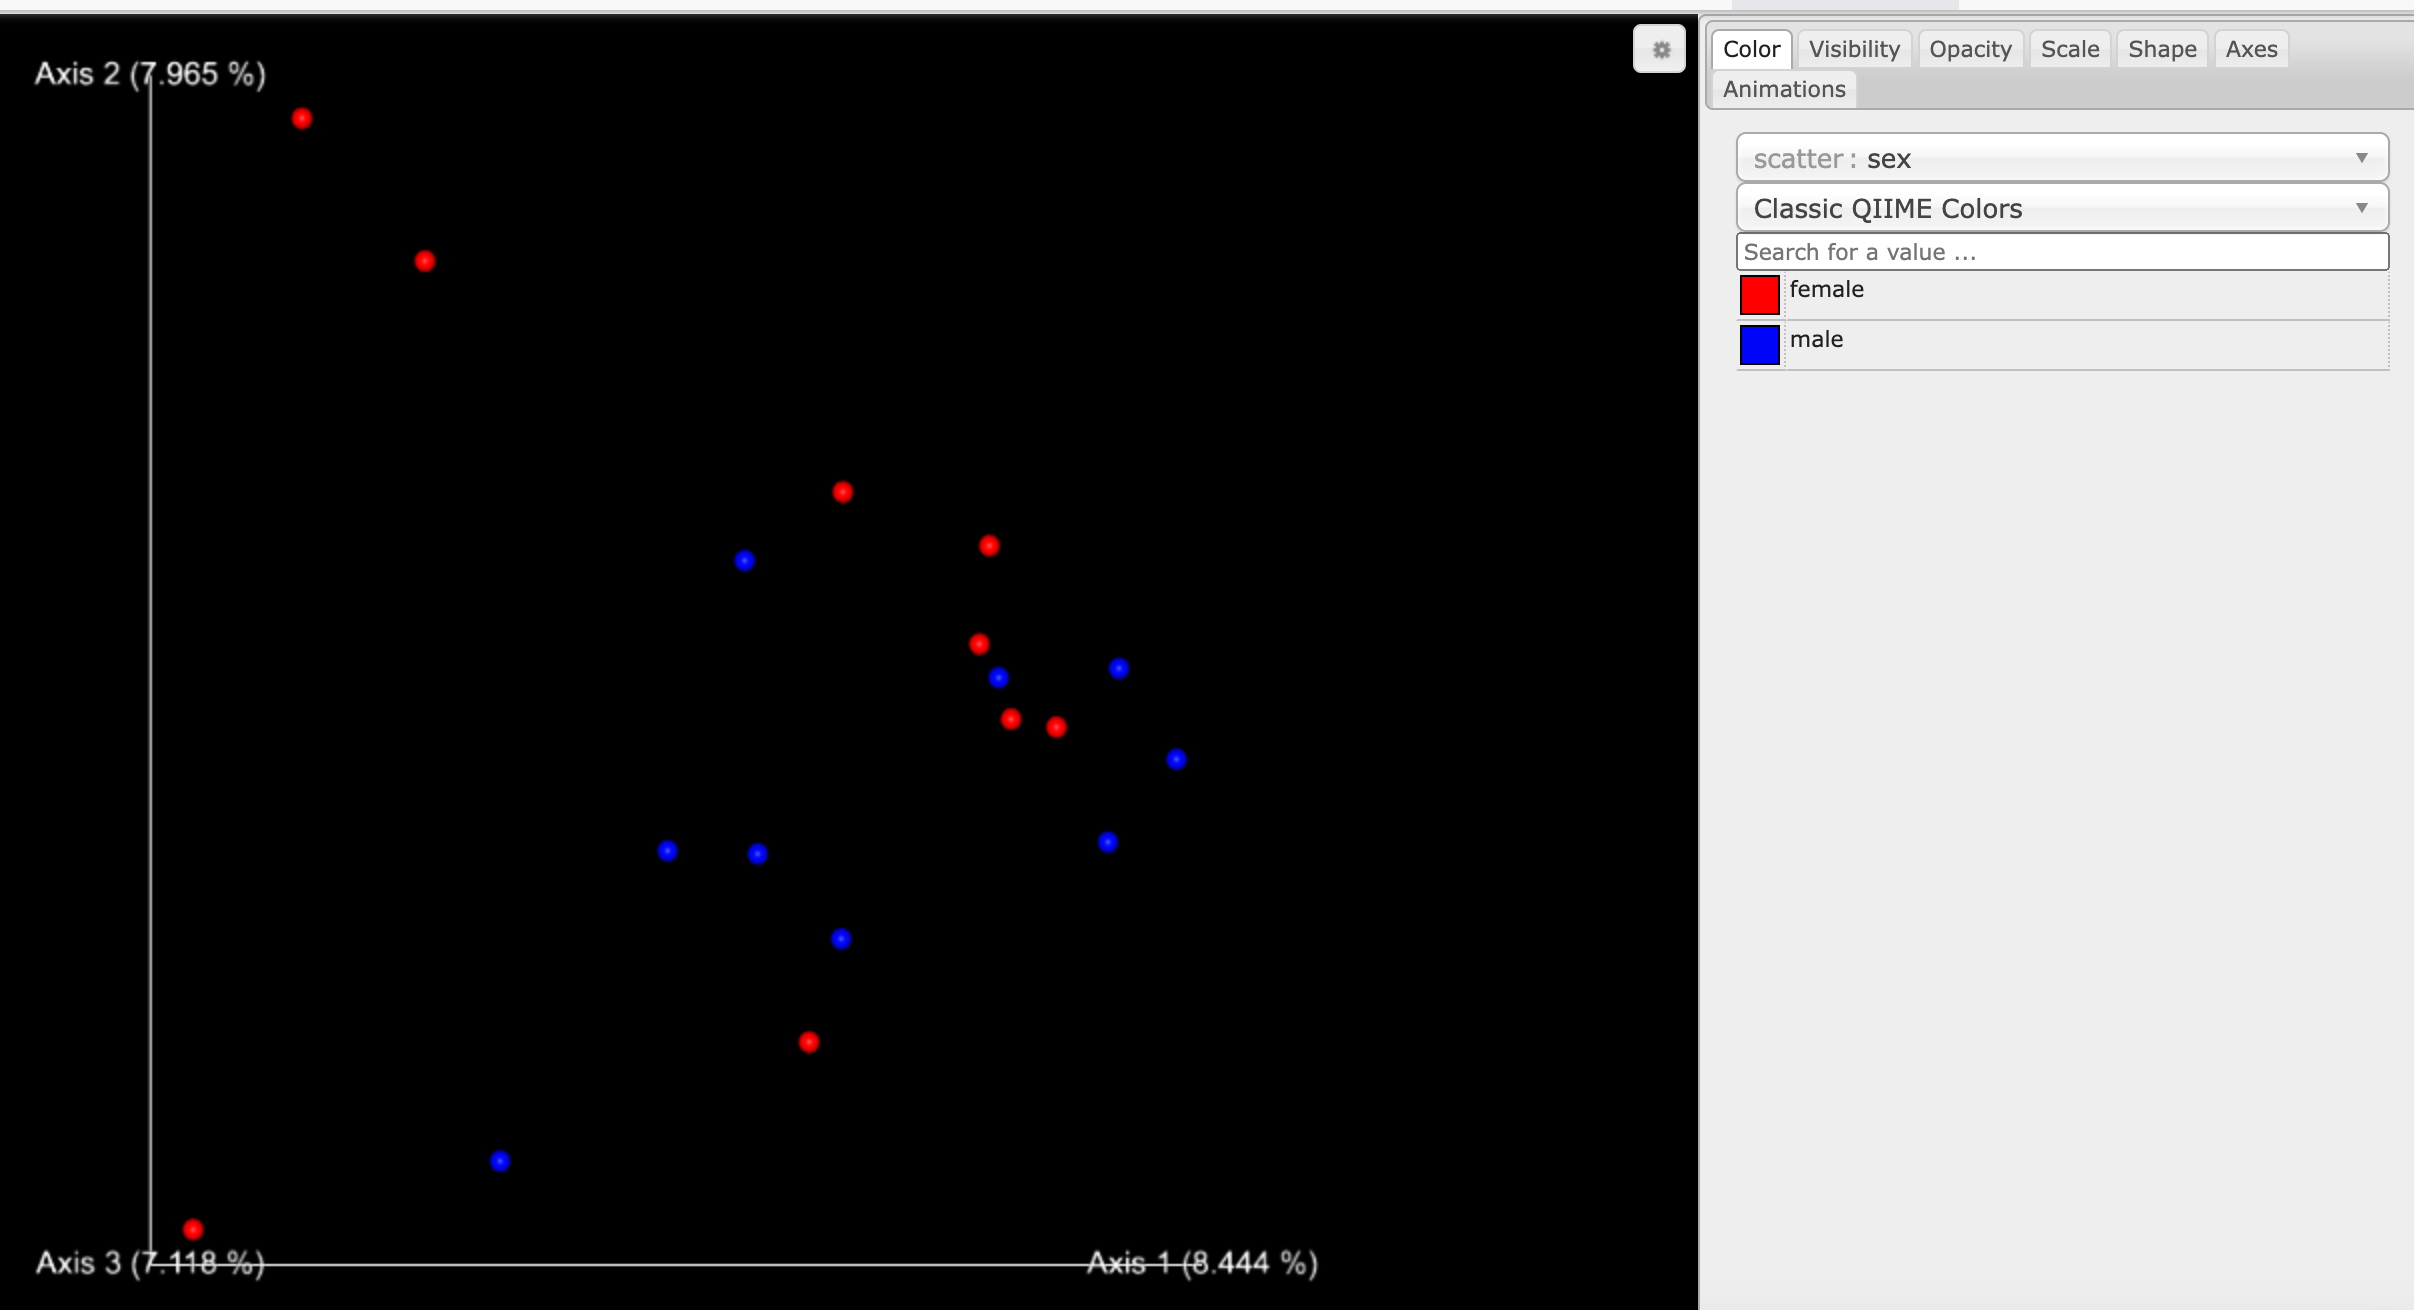 Axis 2 (7.965 %)
Axis 3 (7.118 %)
Axis 1 (8.444 %)
Color Visibility Opacity Scale Shape Axes
Animations
scatter: sex
Classic QIIME Colors
Search for a value ...
female
male